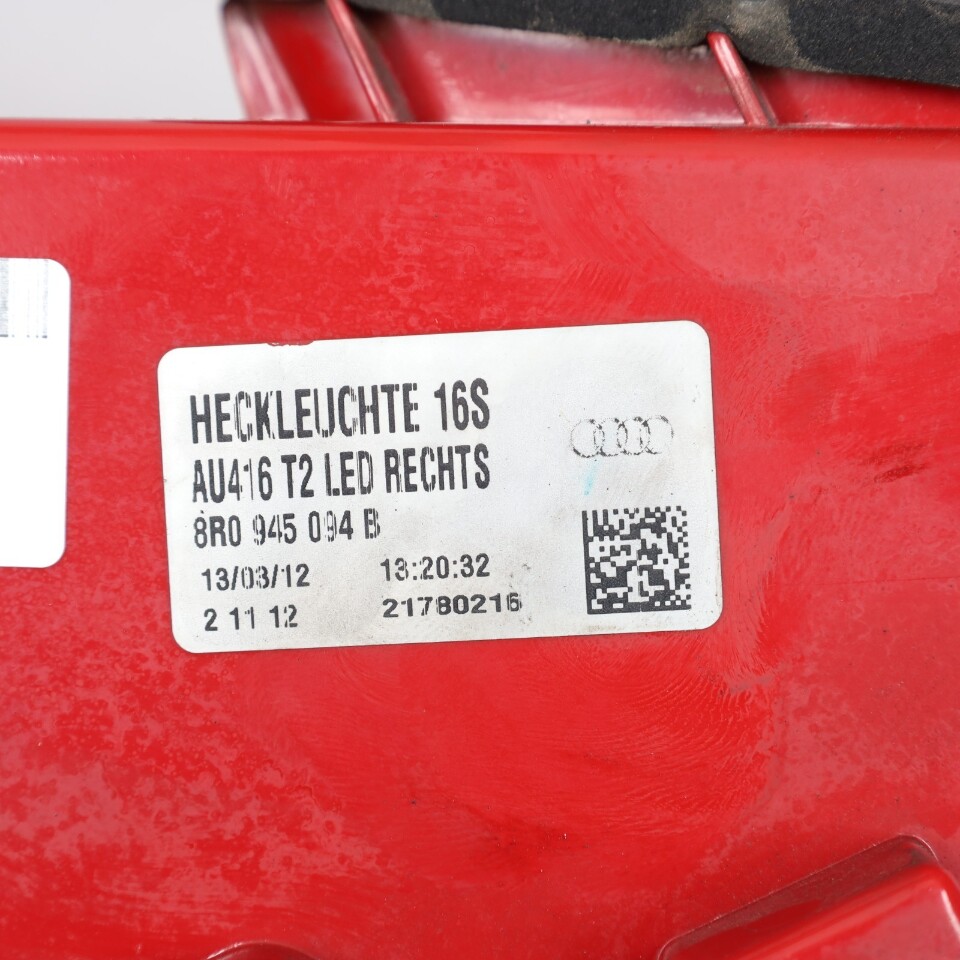 HECKLEUCHTE 16S
AU416 T2 LED RECHTS
8R0 945 094 B
13/03/12 13:20:32
2 11 12 21780216